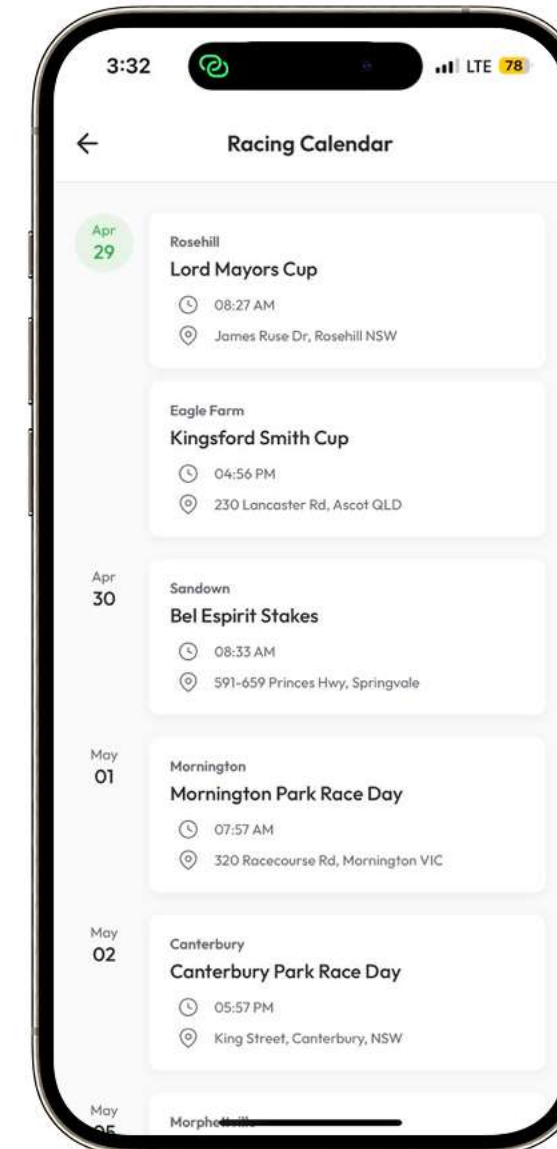 3:32
LTE 78
Racing Calendar
Apr
29
Rosehill
Lord Mayors Cup
08:27 AM
James Ruse Dr, Rosehill NSW
Eagle Farm
Kingsford Smith Cup
04:56 PM
230 Lancaster Rd, Ascot QLD
Apr
30
Sandown
Bel Espirit Stakes
08:33 AM
591-659 Princes Hwy, Springvale
May
01
Mornington
Mornington Park Race Day
07:57 AM
320 Racecourse Rd, Mornington VIC
May
02
Canterbury
Canterbury Park Race Day
05:57 PM
King Street, Canterbury, NSW
May
05
Morphettville